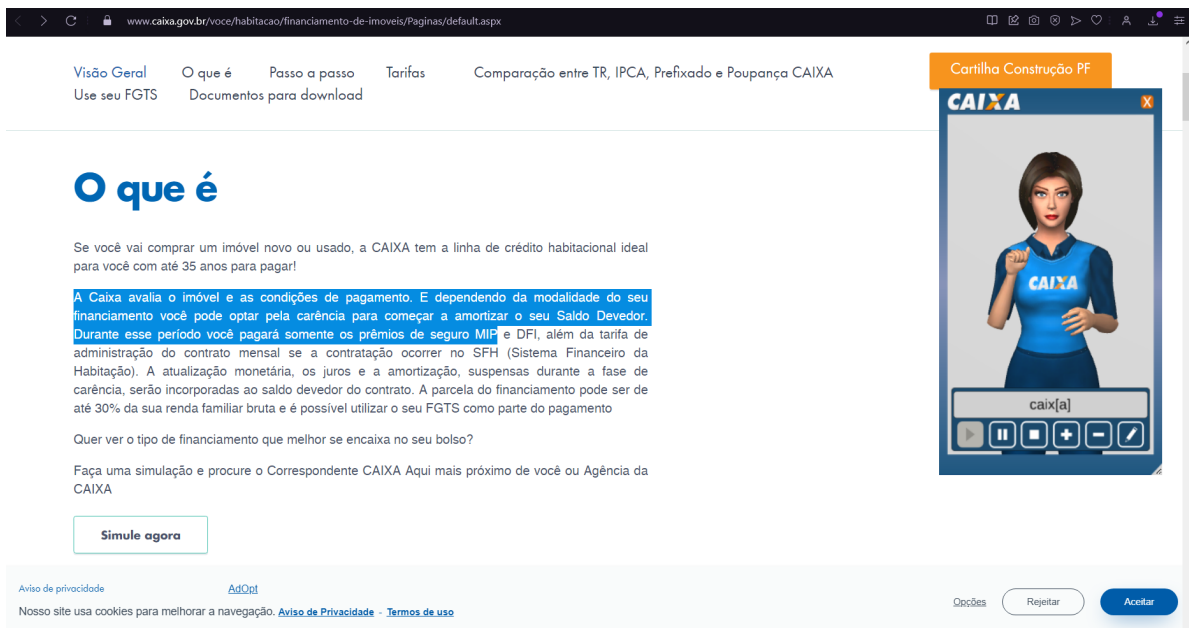 www.caixa.gov.br/voce/habitacao/financiamento-de-imoveis/Paginas/default.aspx
Visão Geral O que é Passo a passo Tarifas Comparação entre TR, IPCA, Prefixado e Poupança CAIXA
Use seu FGTS Documentos para download
Cartilha Construção PF
CAIXA X
O que é
Se você vai comprar um imóvel novo ou usado, a CAIXA tem a linha de crédito habitacional ideal
para você com até 35 anos para pagar!
A Caixa avalia o imóvel e as condições de pagamento. E dependendo da modalidade do seu
financiamento você pode optar pela carência para começar a amortizar o seu Saldo Devedor.
Durante esse período você pagará somente os prêmios de seguro MIP e DFI, além da tarifa de
administração do contrato mensal se a contratação ocorrer no SFH (Sistema Financeiro da
Habitação). A atualização monetária, os juros e a amortização, suspensas durante a fase de
carência, serão incorporadas ao saldo devedor do contrato. A parcela do financiamento pode ser de
até 30% da sua renda familiar bruta e é possível utilizar o seu FGTS como parte do pagamento
Quer ver o tipo de financiamento que melhor se encaixa no seu bolso?
Faça uma simulação e procure o Correspondente CAIXA Aqui mais próximo de você ou Agência da
CAIXA
Simule agora
CAIXA
caix[a]
Aviso de privacidade AdOpt
Nosso site usa cookies para melhorar a navegação. Aviso de Privacidade - Termos de uso
Opções Rejeitar Aceitar